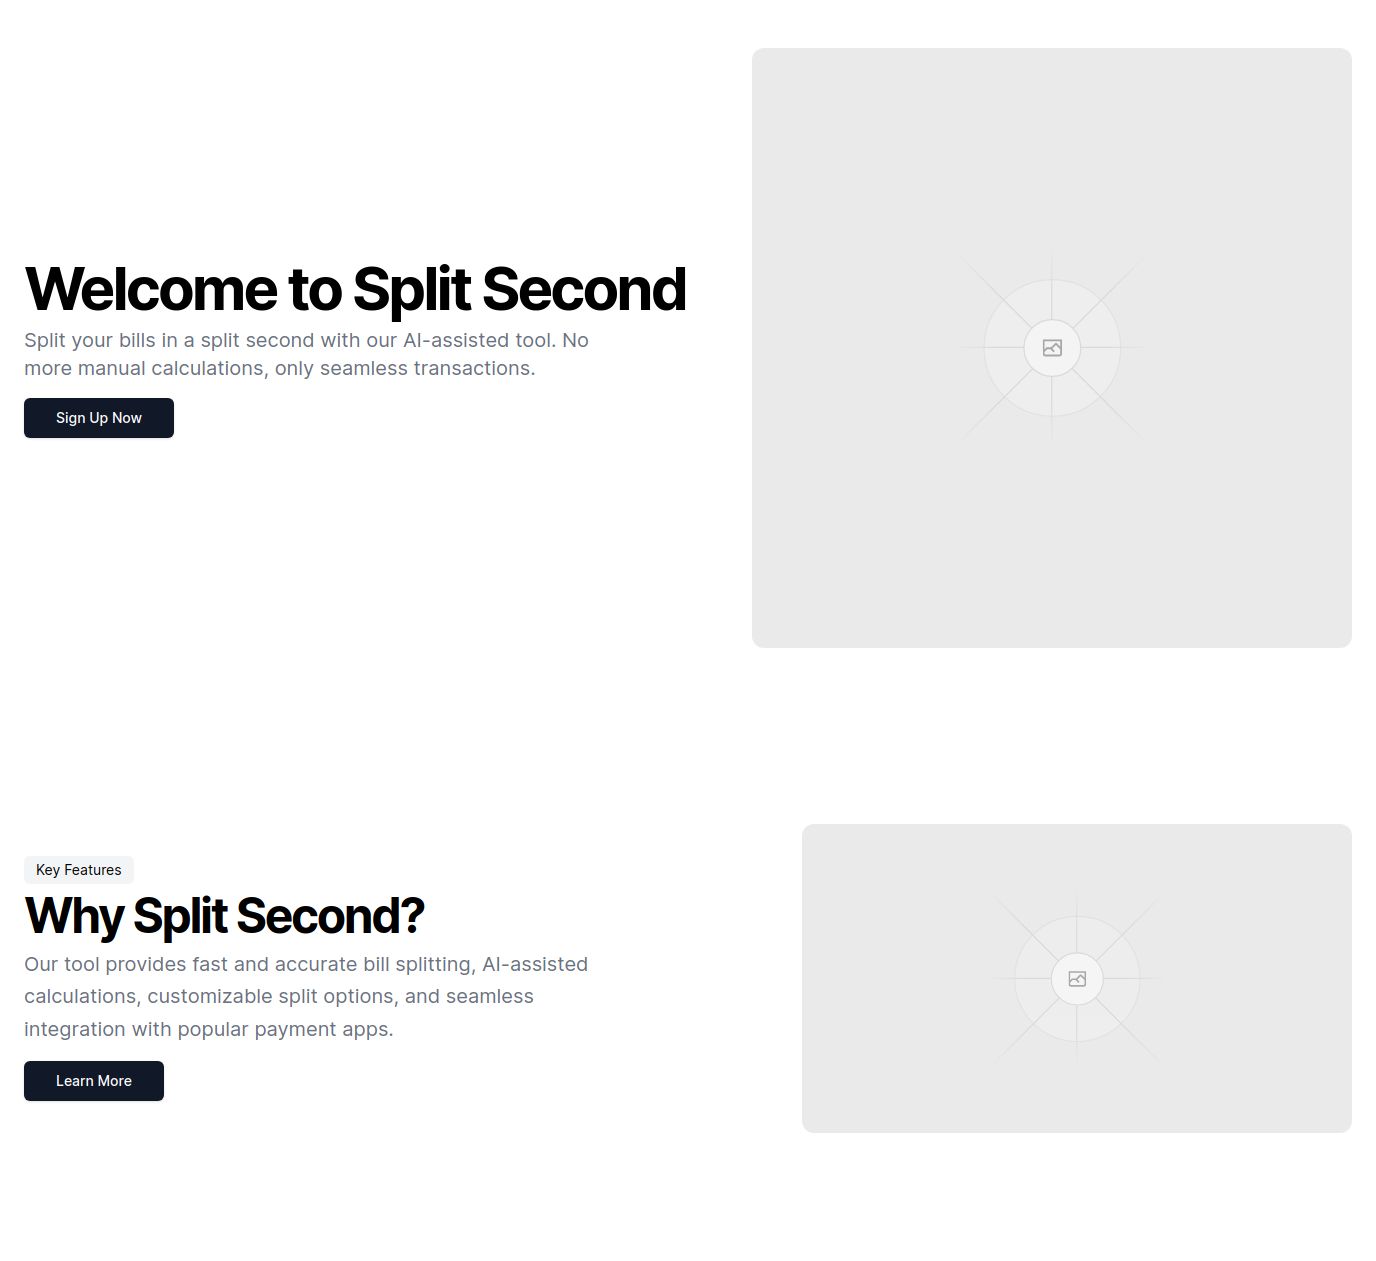 Welcome to Split Second
Split your bills in a split second with our AI-assisted tool. No
more manual calculations, only seamless transactions.
Sign Up Now
Key Features
Why Split Second?
Our tool provides fast and accurate bill splitting, AI-assisted
calculations, customizable split options, and seamless
integration with popular payment apps.
Learn More